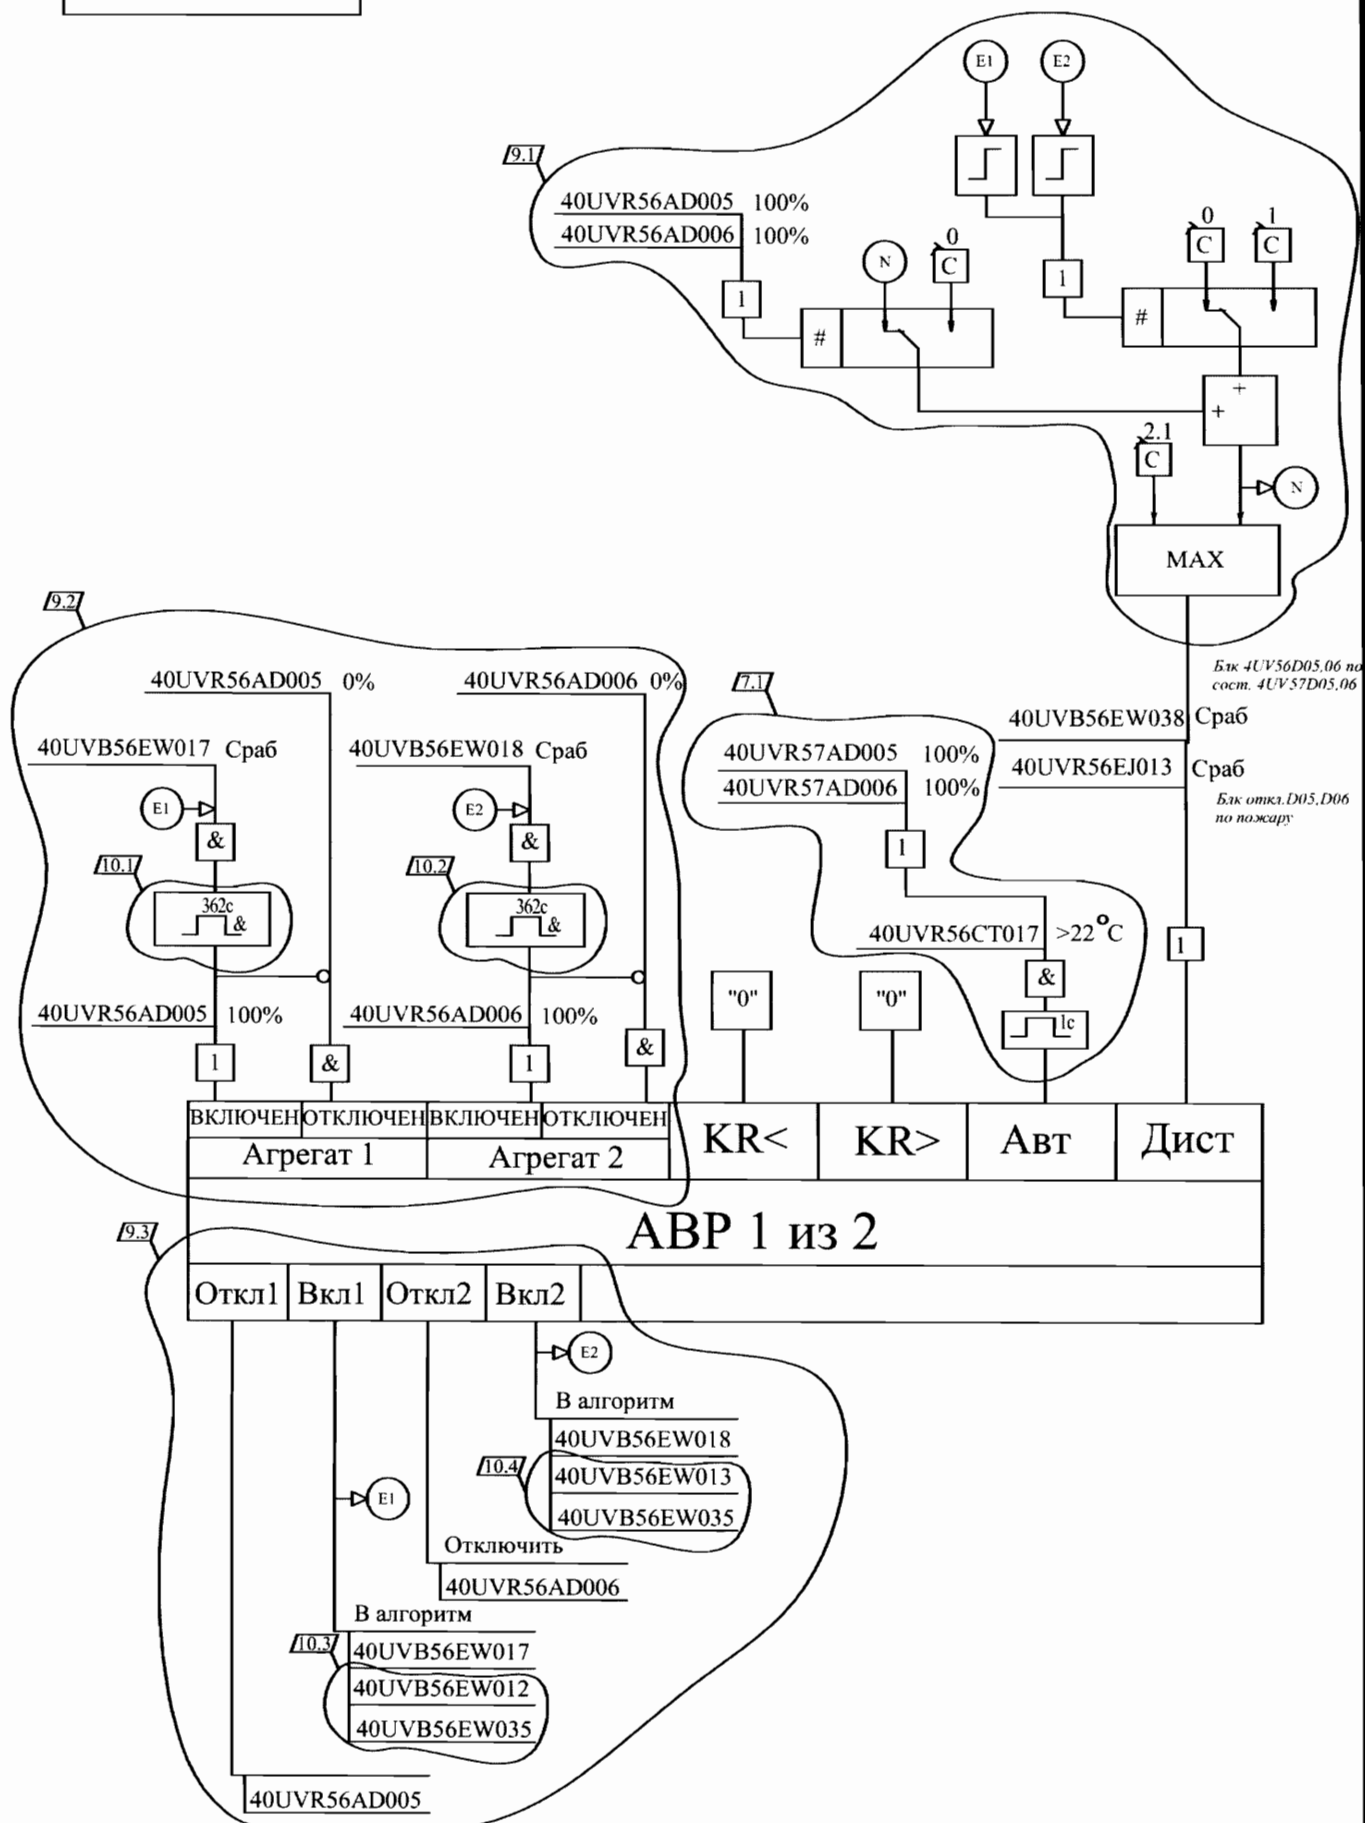 E1
E2
9.1
40UVR56AD005 100%
40UVR56AD006 100%
0
1
C
C
N
0
C
1
1
#
#
+
+
2.1
C
N
MAX
9.2
Блк 4UV56D05,06 по
сост. 4UV57D05,06
40UVR56AD005 0%
40UVR56AD006 0%
7.1
40UVB56EW038 Сраб
40UVB56EW017 Сраб
40UVB56EW018 Сраб
40UVR57AD005 100%
40UVR57AD006 100%
40UVR56EJ013 Сраб
Блк откл.D05,D06
по пожару
E1
E2
&
&
1
10.1
10.2
362с
&
362с
&
40UVR56CT017 >22°C
1
&
"0"
"0"
1с
40UVR56AD005 100%
40UVR56AD006 100%
1
&
1
&
ВКЛЮЧЕН ОТКЛЮЧЕН ВКЛЮЧЕН ОТКЛЮЧЕН
Агрегат 1
Агрегат 2
KR<
KR>
Авт
Дист
АВР 1 из 2
9.3
Откл1 Вкл1 Откл2 Вкл2
E2
В алгоритм
40UVB56EW018
10.4
40UVB56EW013
40UVB56EW035
E1
Отключить
40UVR56AD006
В алгоритм
10.3
40UVB56EW017
40UVB56EW012
40UVB56EW035
40UVR56AD005